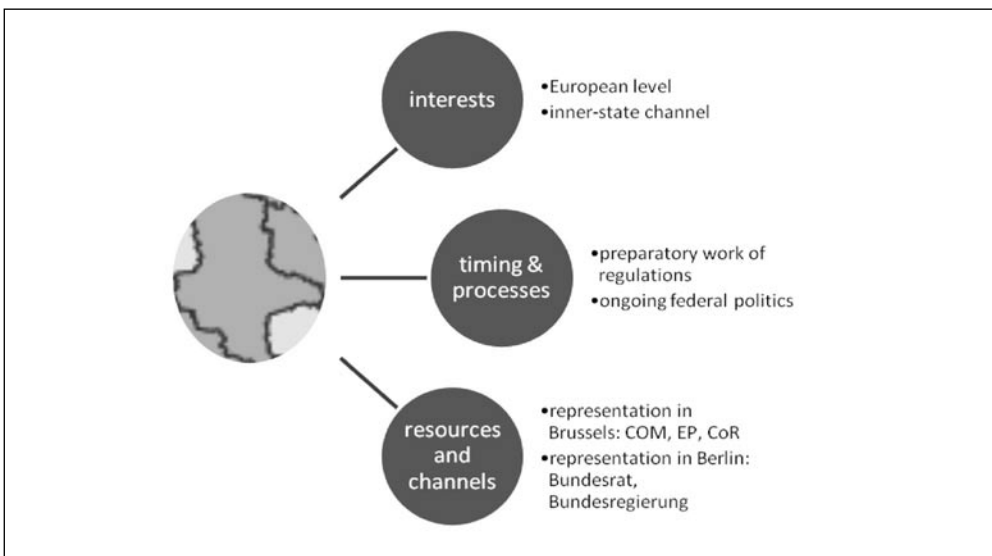 interests
•European level
•inner-state channel
timing &
processes
•preparatory work of
regulations
•ongoing federal politics
resources
and
channels
•representation in
Brussels: COM, EP, CoR
•representation in Berlin:
Bundesrat,
Bundesregierung